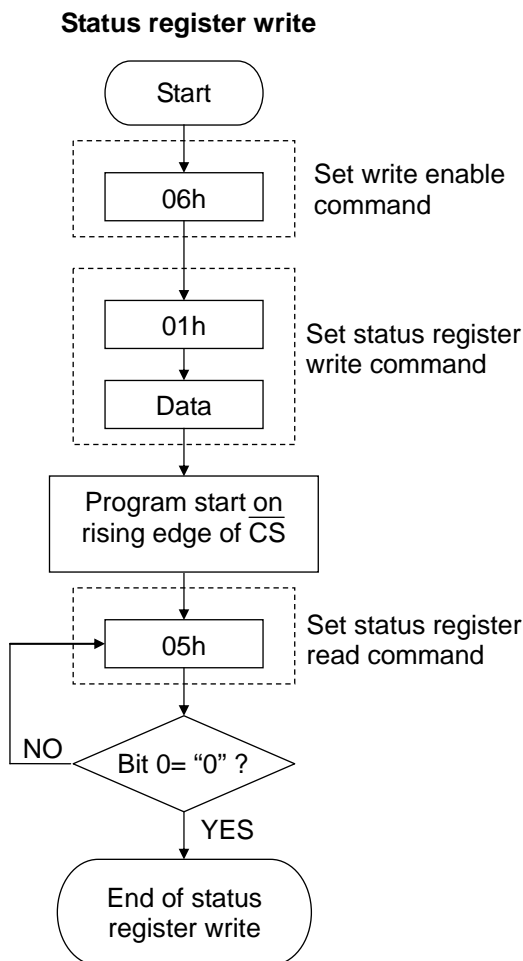 Status register write
Start
06h
Set write enable
command
01h
Set status register
write command
Data
Program start on
rising edge of C̅S̅
05h
Set status register
read command
NO
Bit 0= “0” ?
YES
End of status
register write